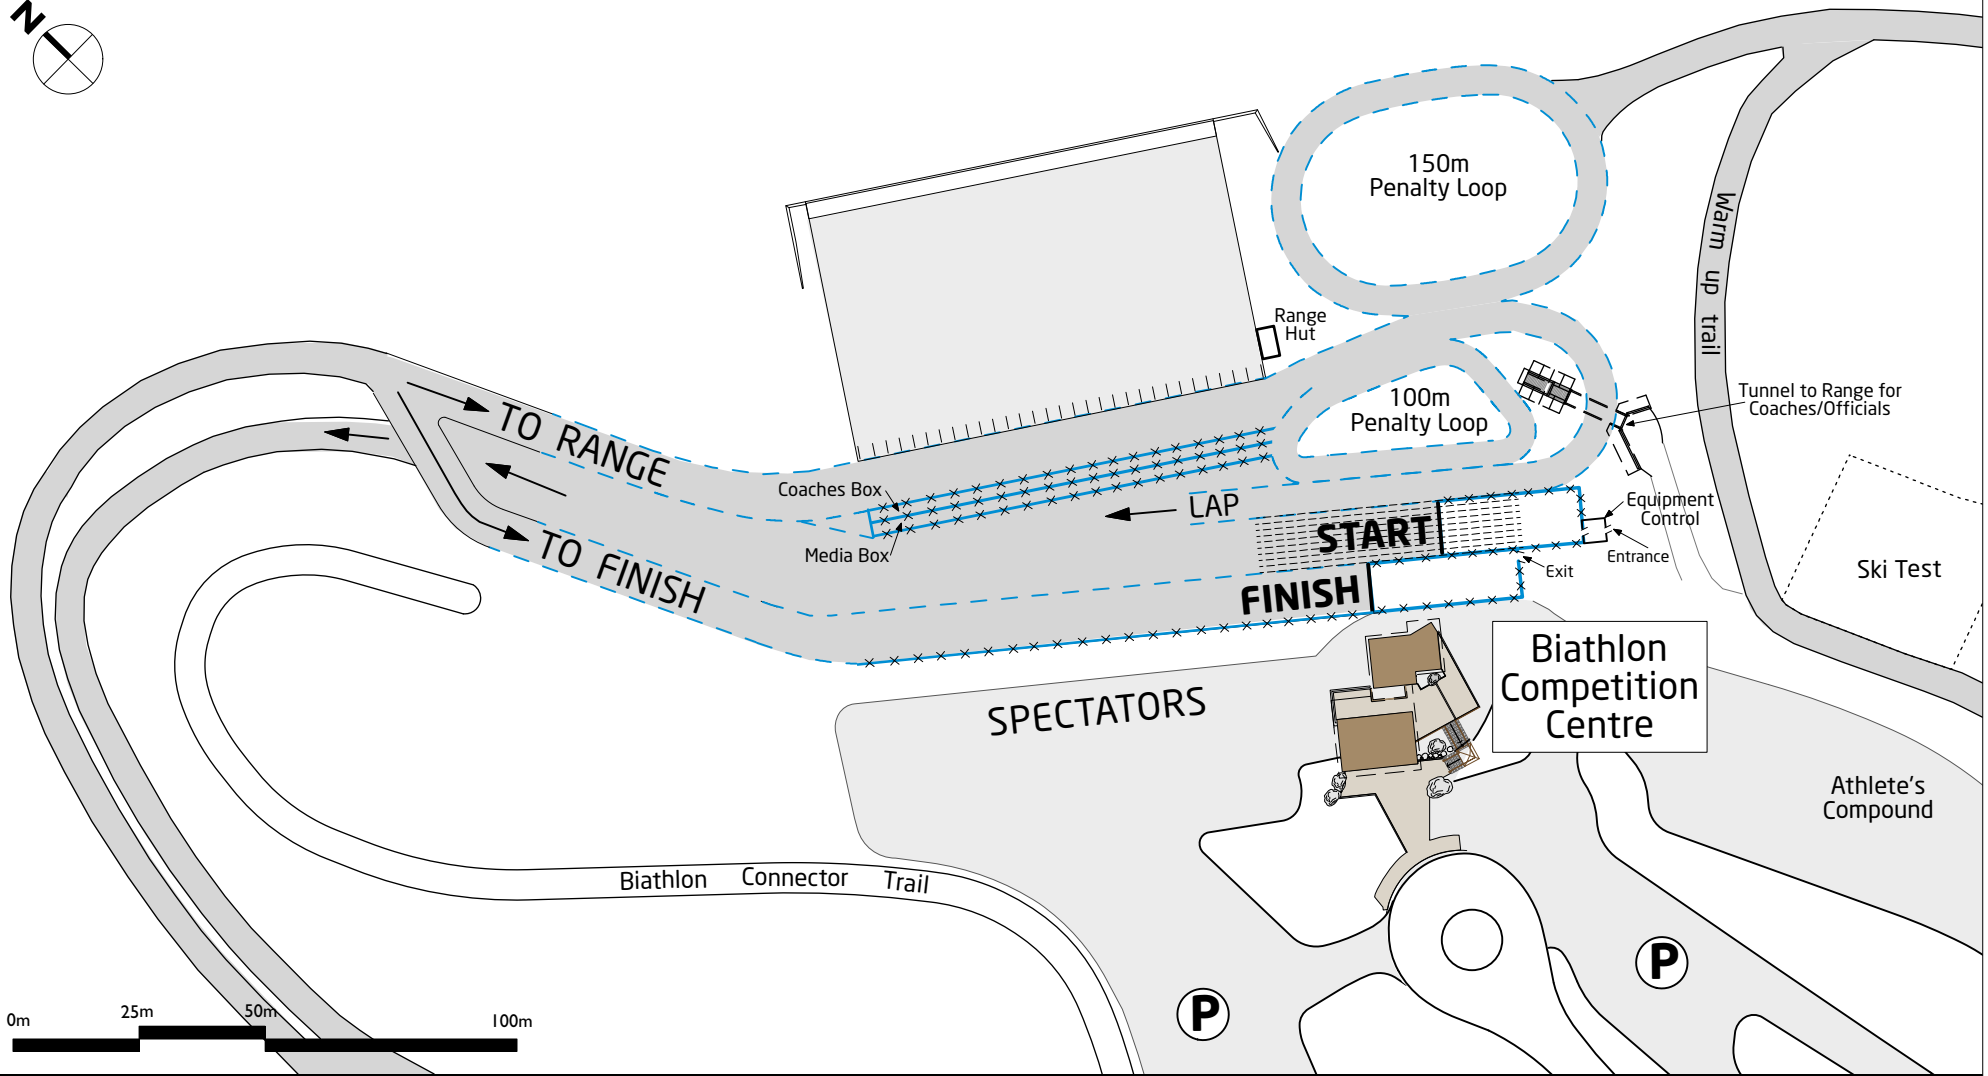 N
150m
Penalty Loop
Range
Hut
100m
Penalty Loop
Warm up trail
Tunnel to Range for
Coaches/Officials
TO RANGE
Coaches Box
Media Box
LAP
START
FINISH
TO FINISH
Equipment
Control
Entrance
Exit
Ski Test
Biathlon
Competition
Centre
SPECTATORS
Athlete's
Compound
Biathlon Connector Trail
P
P
0m
25m
50m
100m